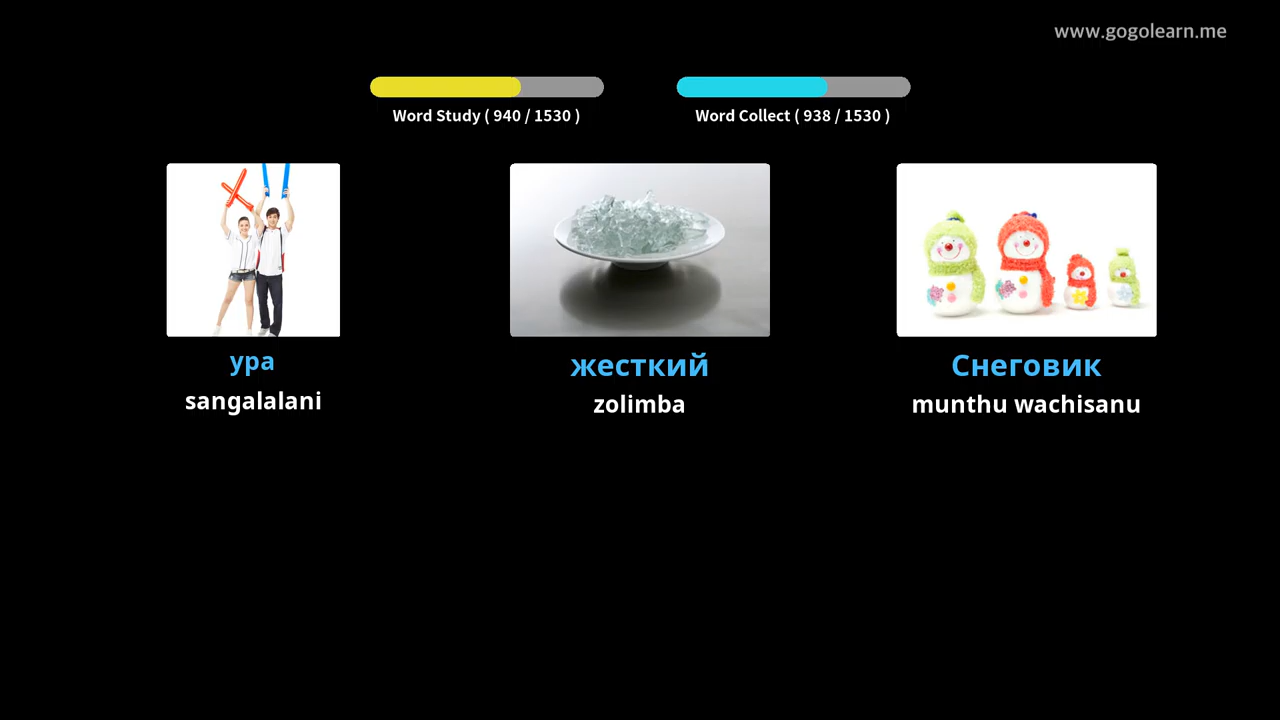 www.gogolearn.me
Word Study ( 940 / 1530 )
Word Collect ( 938 / 1530 )
ура
sangalalani
жесткий
zolimba
Снеговик
munthu wachisanu